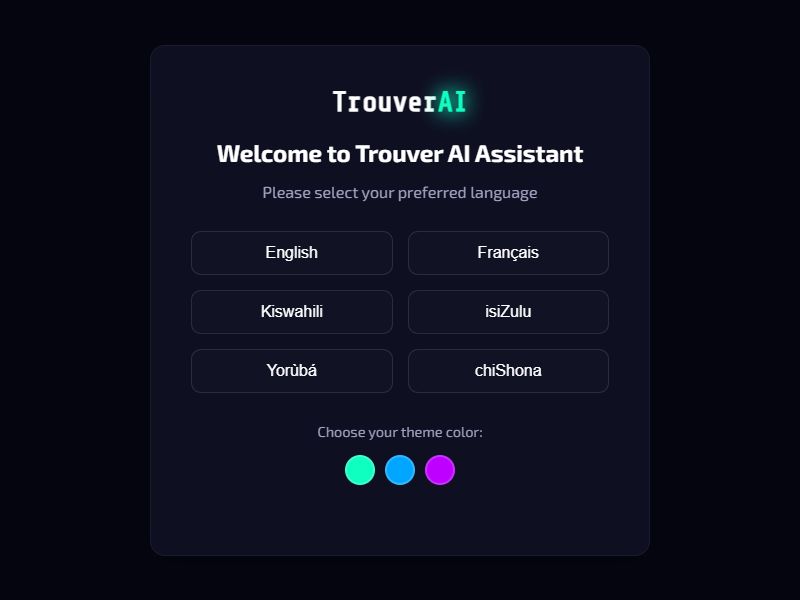 TrouverAI
Welcome to Trouver AI Assistant
Please select your preferred language
English
Français
Kiswahili
isiZulu
Yorùbá
chiShona
Choose your theme color: